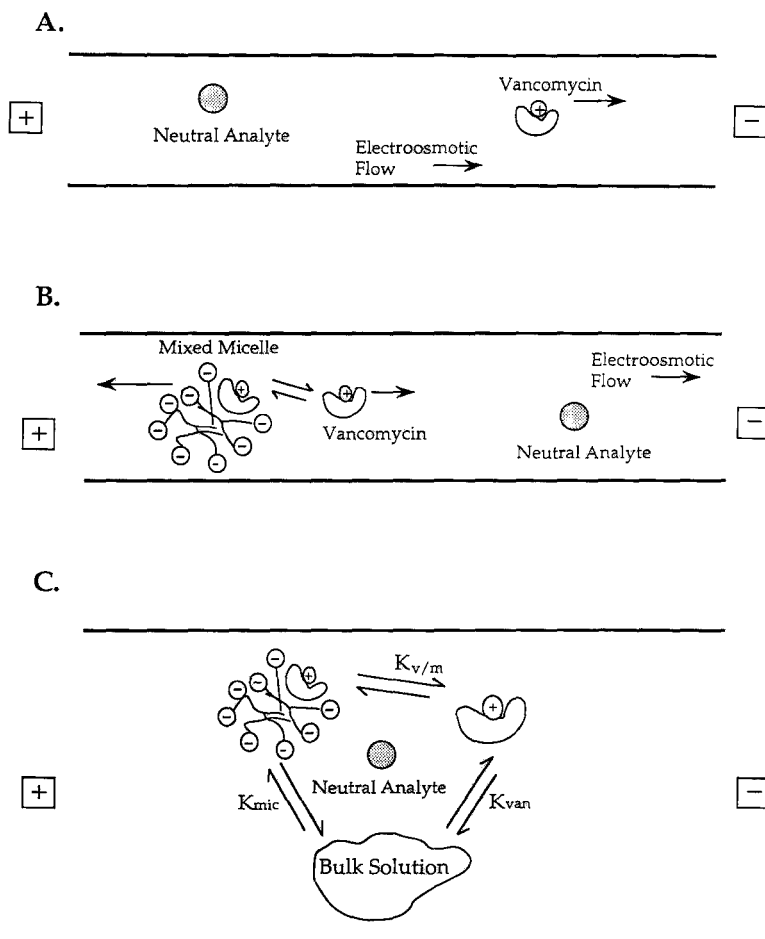 A.
Vancomycin
+
+
−
Neutral Analyte
Electroosmotic
Flow
B.
Mixed Micelle
Electroosmotic
Flow
−
+
−
−
+
−
−
+
−
−
Vancomycin
−
−
−
Neutral Analyte
C.
Kv/m
−
+
−
−
+
−
−
−
−
−
Neutral Analyte
+
−
Kmic
Kvan
Bulk Solution